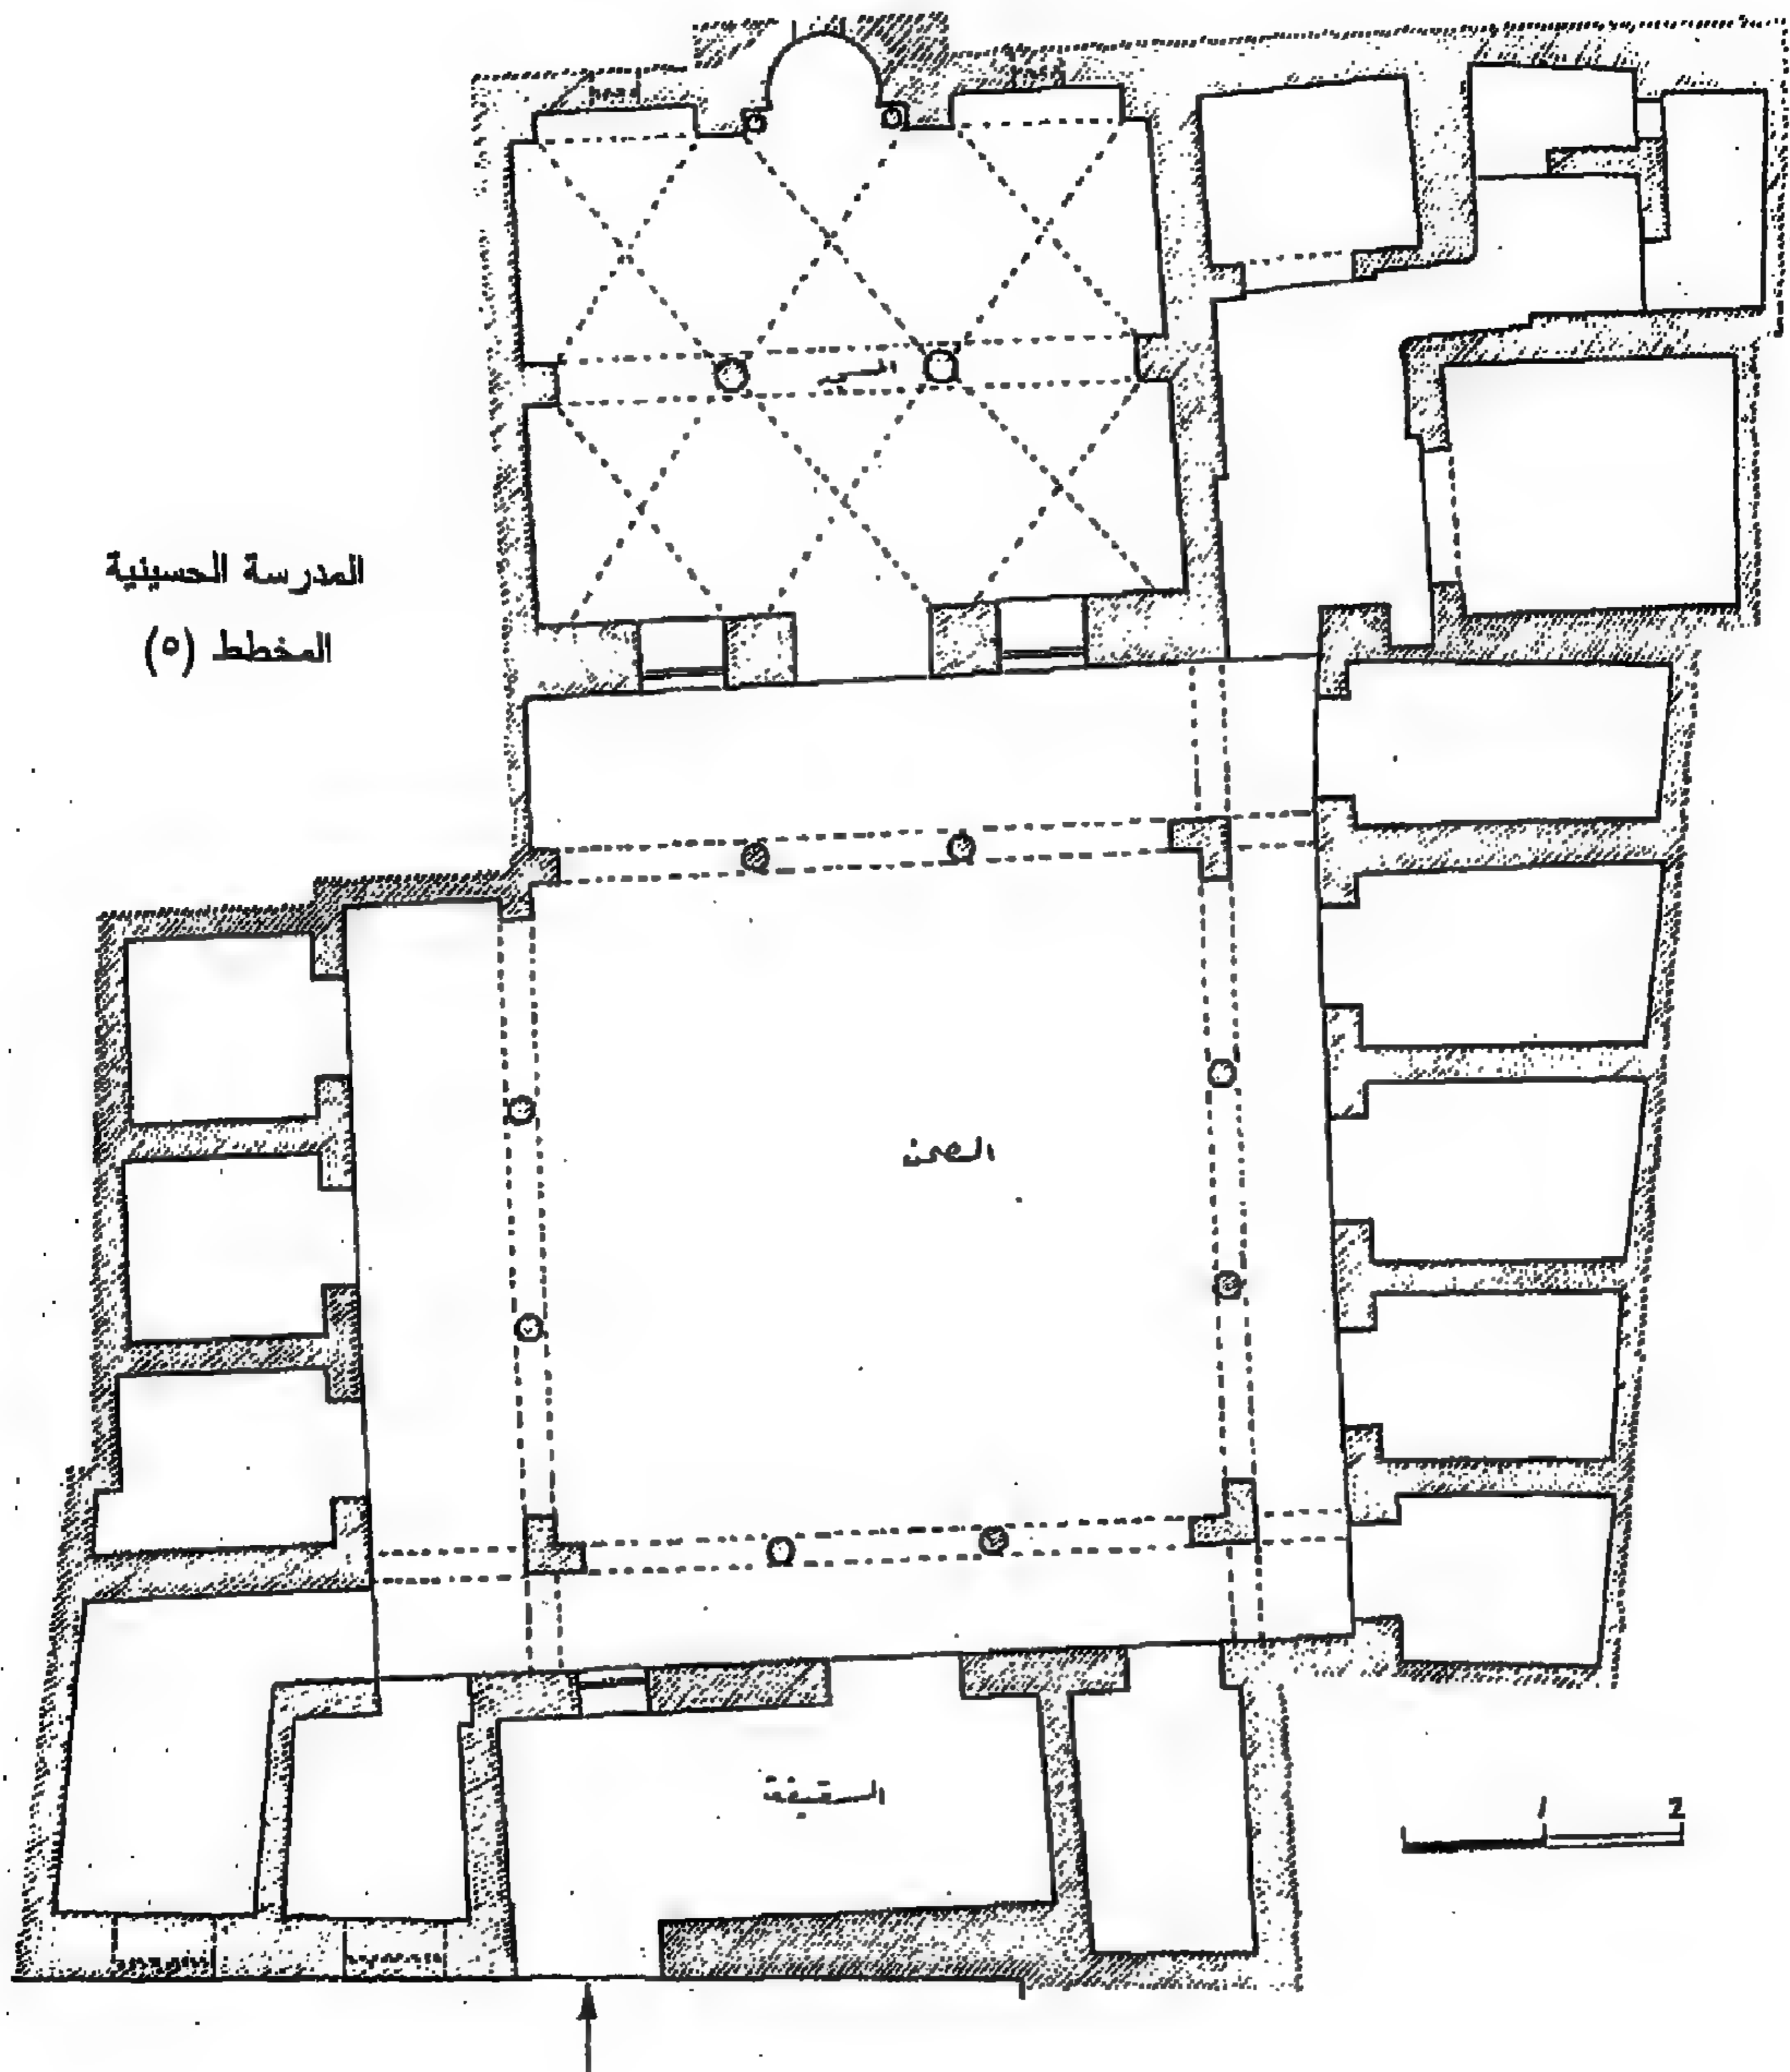 المدرسة الحسينية
المخطط (٥)
الصحن
السقيفة
1 2